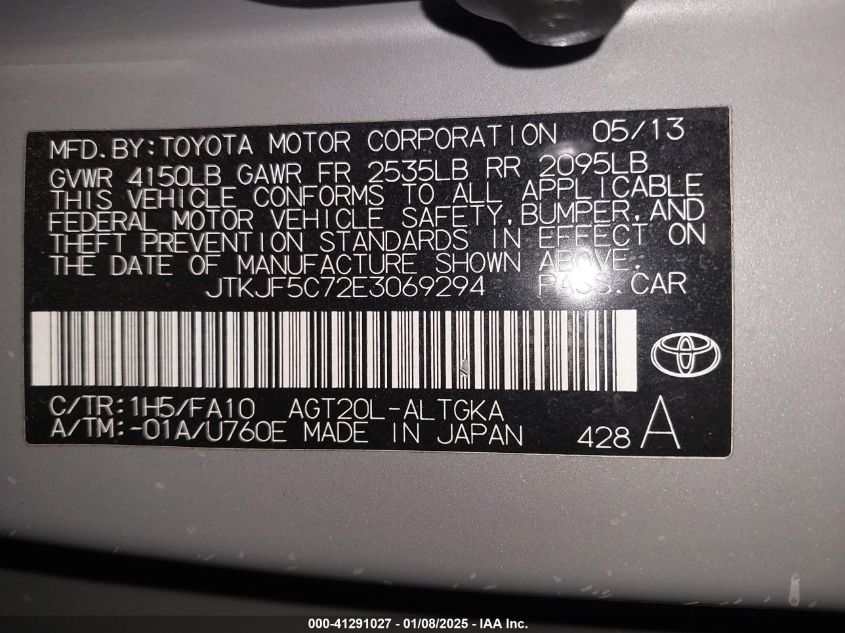 MFD.BY:TOYOTA MOTOR CORPORATION 05/13
GVWR 4150LB GAWR FR 2535LB RR 2095LB
THIS VEHICLE CONFORMS TO ALL APPLICABLE
FEDERAL MOTOR VEHICLE SAFETY, BUMPER, AND
THEFT PREVENTION STANDARDS IN EFFECT ON
THE DATE OF MANUFACTURE SHOWN ABOVE.
JTKJF5C72E3069294 PASS.CAR
C/TR:1H5/FA10 AGT20L-ALTGKA
A/TM:-01A/U760E MADE IN JAPAN 428 A
000-41291027 - 01/08/2025 - IAA Inc.